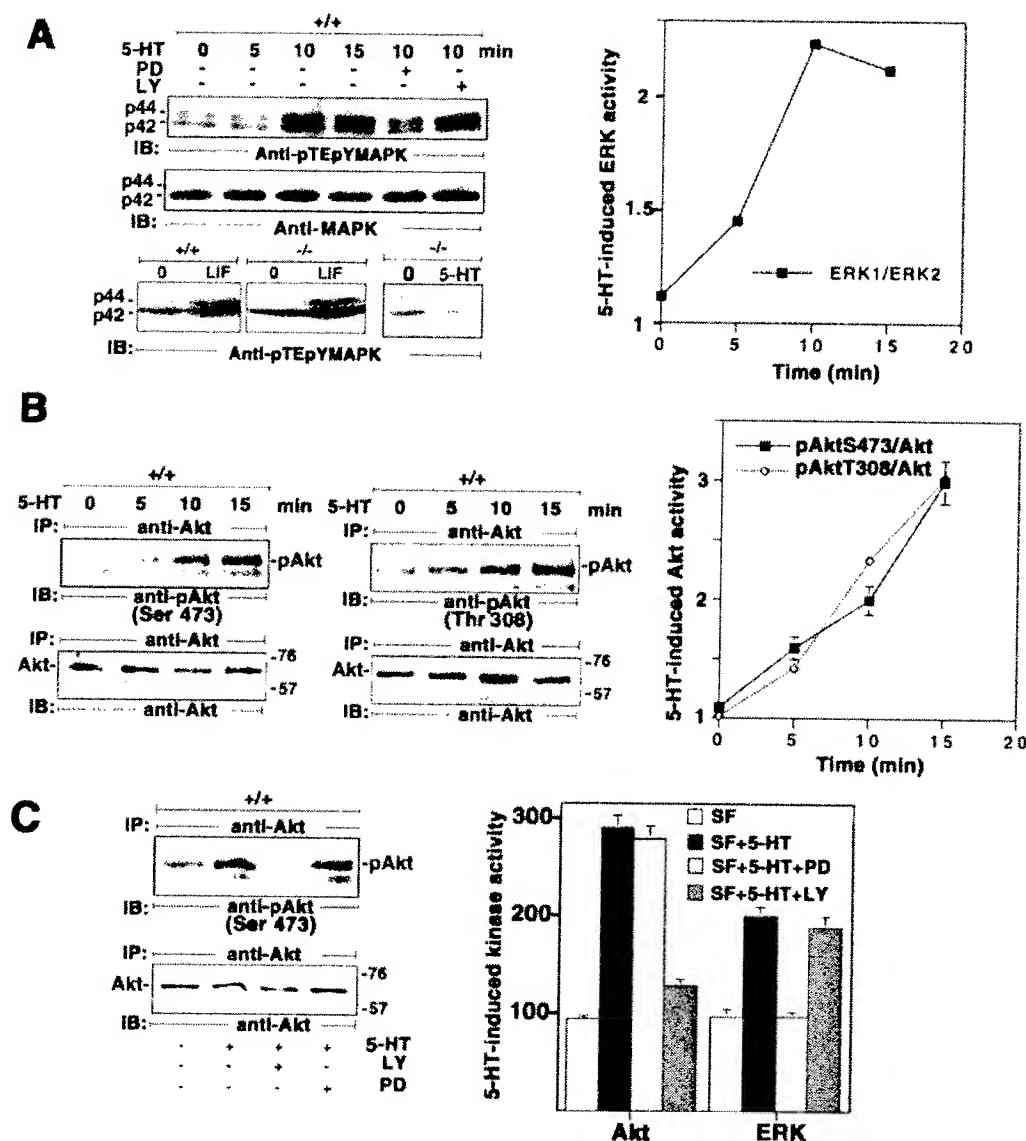 A
+/+
5-HT 0 5 10 15 10 10 min
PD - - - - + -
LY - - - - - +
p44
p42
IB: Anti-pTEpYMAPK
p44
p42
IB: Anti-MAPK
+/+ -/- -/-
0 LIF 0 LIF 0 5-HT
p44
p42
IB: Anti-pTEpYMAPK
5-HT-induced ERK activity
2
1.5
1
ERK1/ERK2
0 5 10 15 20
Time (min)
B
+/+
5-HT 0 5 10 15 min
IP: anti-Akt
-pAkt
IB: anti-pAkt
(Ser 473)
IP: anti-Akt
Akt-
-76
-57
IB: anti-Akt
+/+
5-HT 0 5 10 15 min
IP: anti-Akt
-pAkt
IB: anti-pAkt
(Thr 308)
IP: anti-Akt
Akt-
-76
-57
IB: anti-Akt
5-HT-induced Akt activity
pAktS473/Akt
pAktT308/Akt
3
2
1
0 5 10 15 20
Time (min)
C
+/+
IP: anti-Akt
-pAkt
IB: anti-pAkt
(Ser 473)
IP: anti-Akt
Akt-
-76
-57
IB: anti-Akt
- + + + 5-HT
- - + - LY
- - - + PD
5-HT-induced kinase activity
300
200
100
SF
SF+5-HT
SF+5-HT+PD
SF+5-HT+LY
Akt ERK